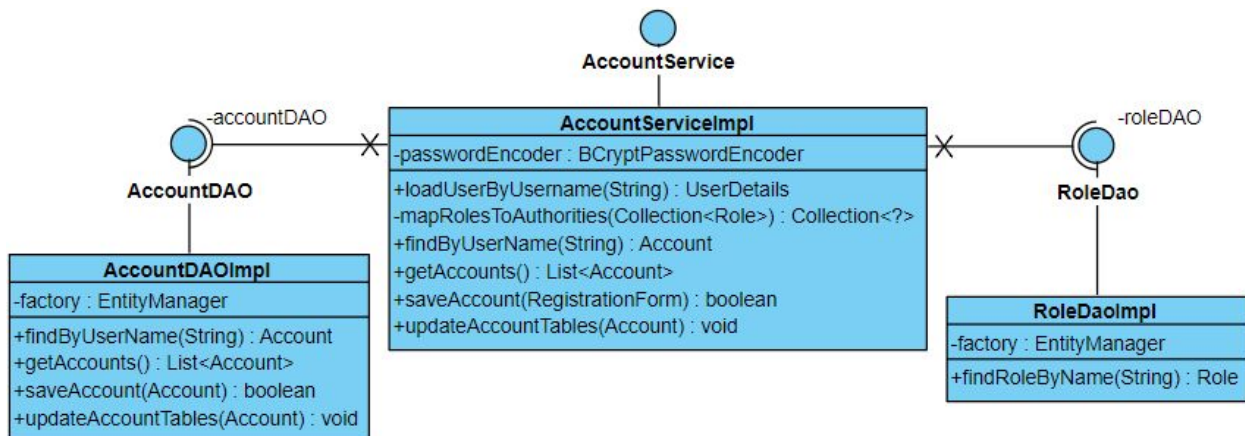 AccountService
-accountDAO
AccountDAO
AccountServiceImpl
-passwordEncoder : BCryptPasswordEncoder
+loadUserByUsername(String) : UserDetails
-mapRolesToAuthorities(Collection<Role>) : Collection<?>
+findByUserName(String) : Account
+getAccounts() : List<Account>
+saveAccount(RegistrationForm) : boolean
+updateAccountTables(Account) : void
-roleDAO
RoleDao
AccountDAOImpl
-factory : EntityManager
+findByUserName(String) : Account
+getAccounts() : List<Account>
+saveAccount(Account) : boolean
+updateAccountTables(Account) : void
RoleDaoImpl
-factory : EntityManager
+findRoleByName(String) : Role